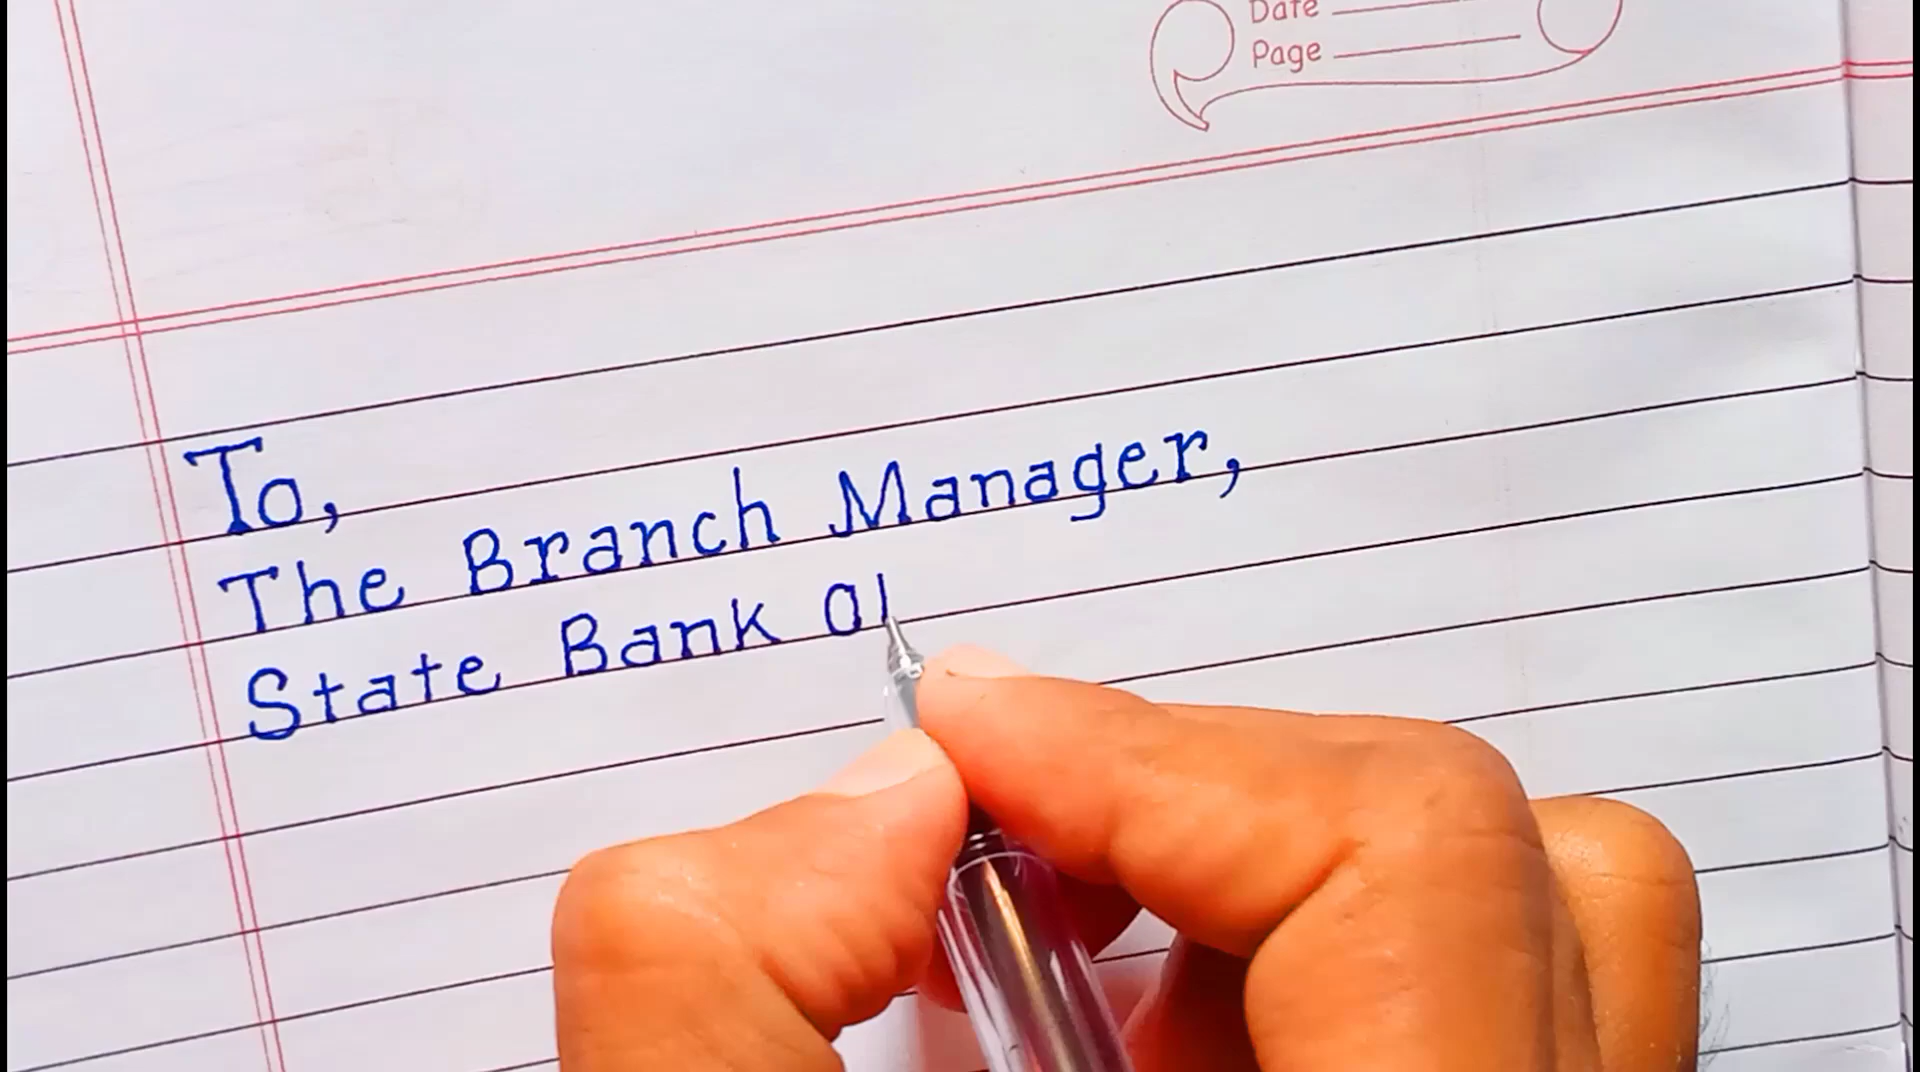 Date
Page
To,
The Branch Manager,
State Bank